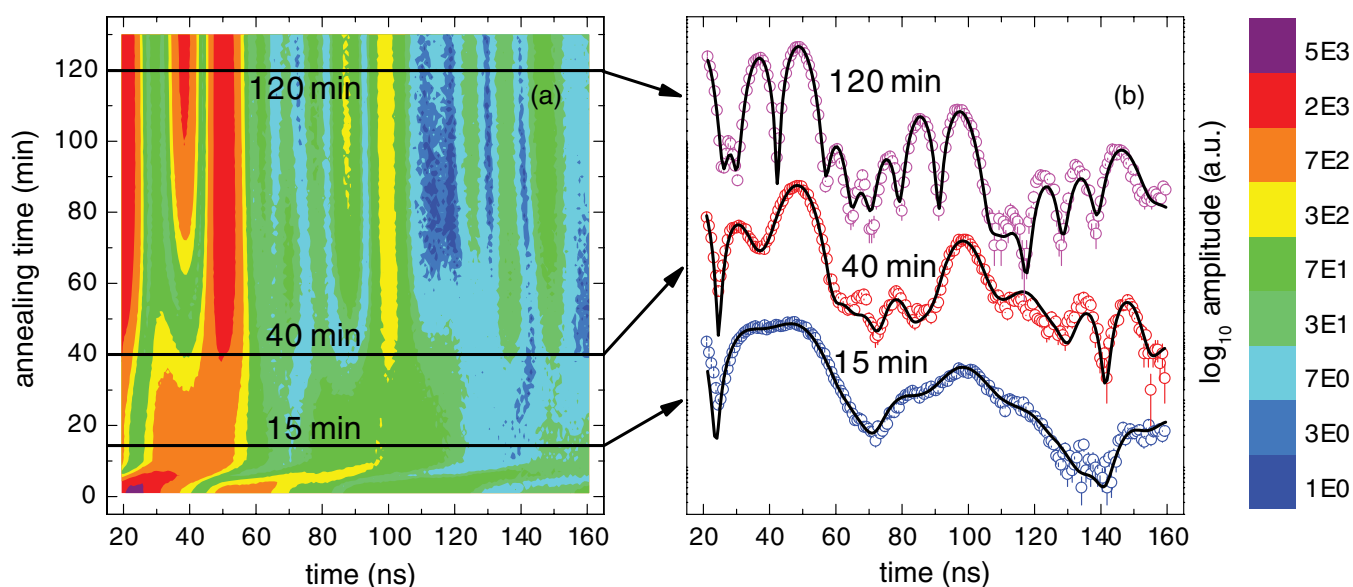 annealing time (min)
120
100
80
60
40
20
0
120 min
(a)
40 min
15 min
20 40 60 80 100 120 140 160
time (ns)
120 min
(b)
40 min
15 min
20 40 60 80 100 120 140 160
time (ns)
log10 amplitude (a.u.)
5E3
2E3
7E2
3E2
7E1
3E1
7E0
3E0
1E0